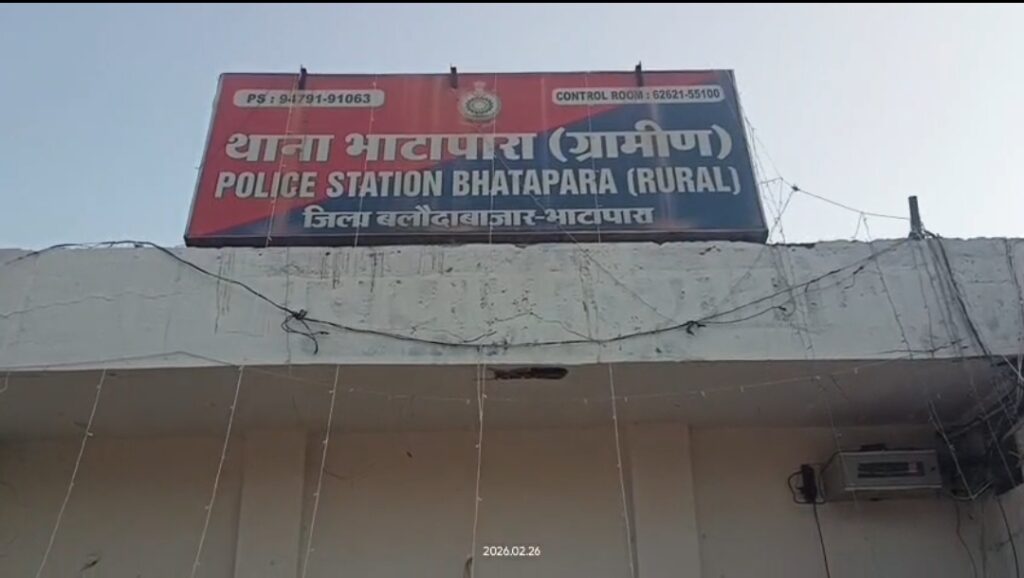 PS : 94791-91063
CONTROL ROOM : 62621-55100
थाना भाटापारा (ग्रामीण)
POLICE STATION BHATAPARA (RURAL)
जिला बलौदाबाजार-भाटापारा
2026.02.26